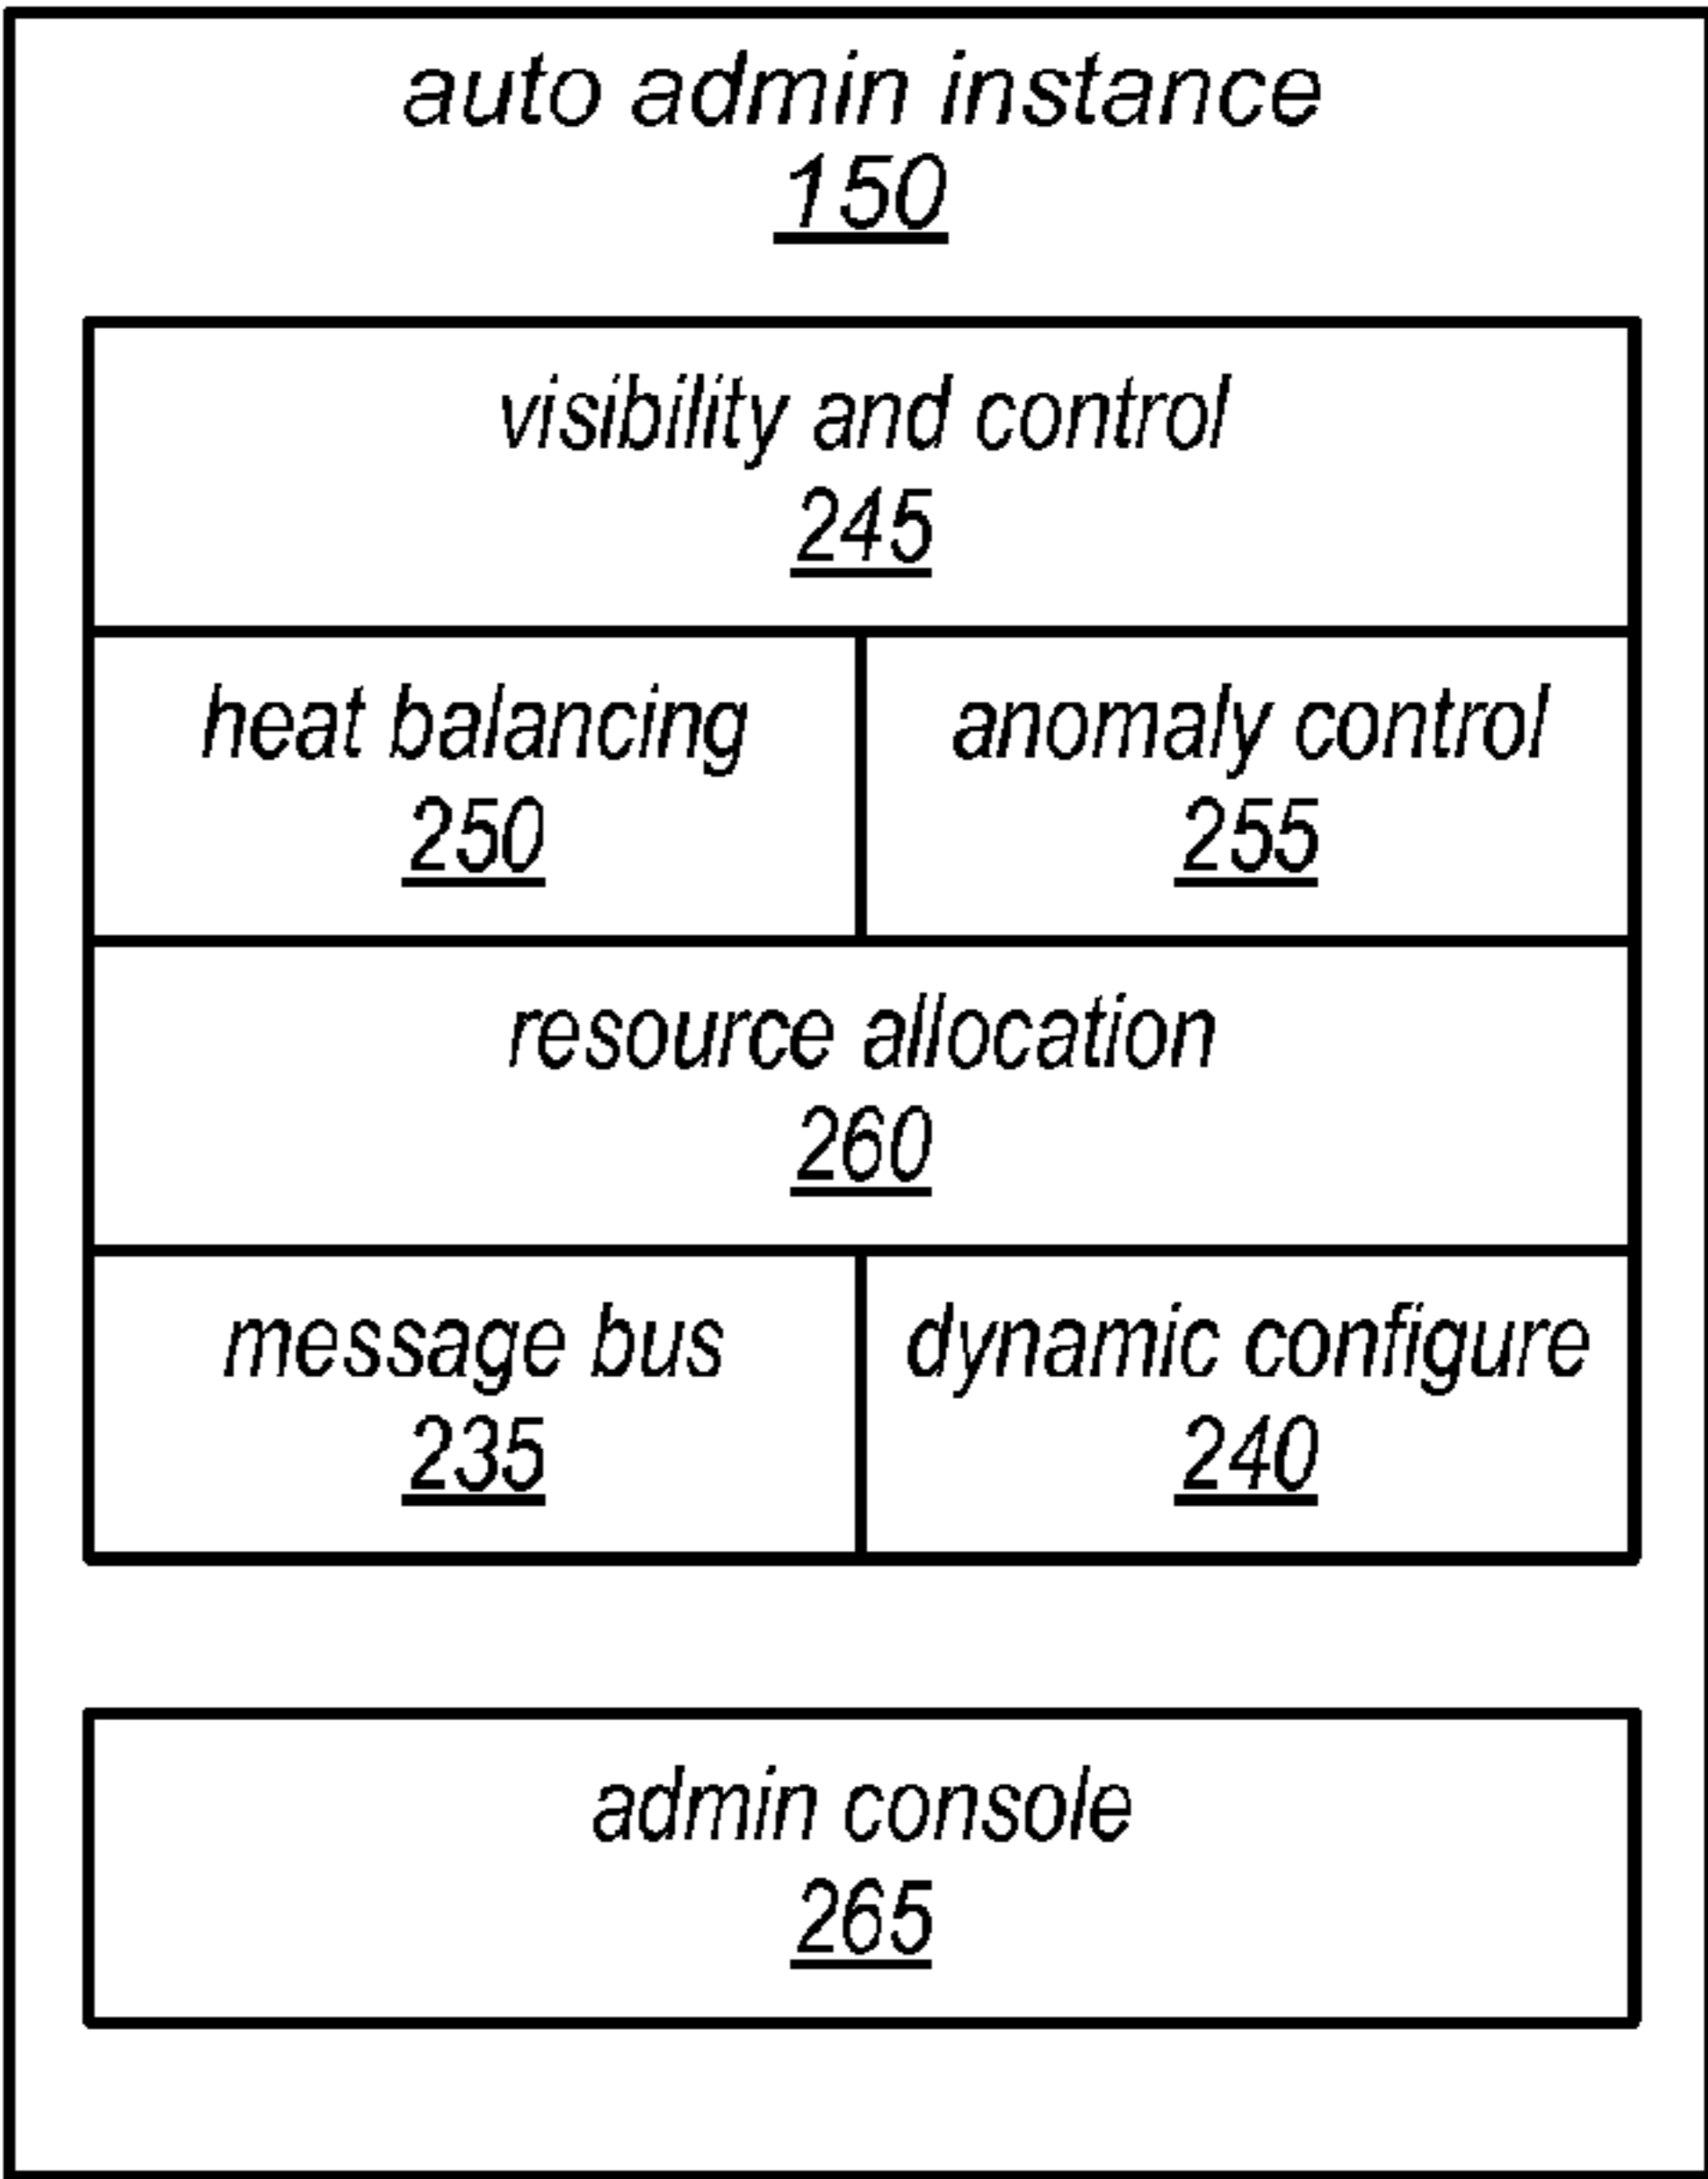 auto admin instance
150
visibility and control
245
heat balancing
250
anomaly control
255
resource allocation
260
message bus
235
dynamic configure
240
admin console
265